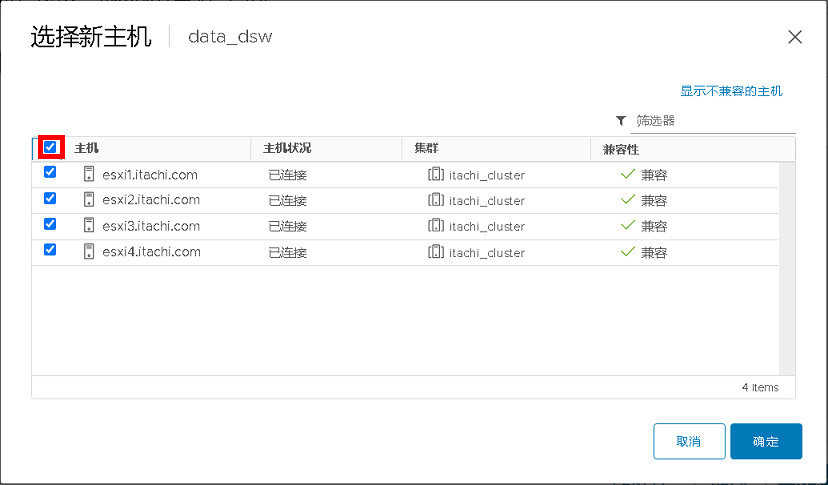 选择新主机 data_dsw
显示不兼容的主机
筛选器
主机 主机状况 集群 兼容性
esxi1.itachi.com 已连接 itachi_cluster 兼容
esxi2.itachi.com 已连接 itachi_cluster 兼容
esxi3.itachi.com 已连接 itachi_cluster 兼容
esxi4.itachi.com 已连接 itachi_cluster 兼容
4 items
取消 确定